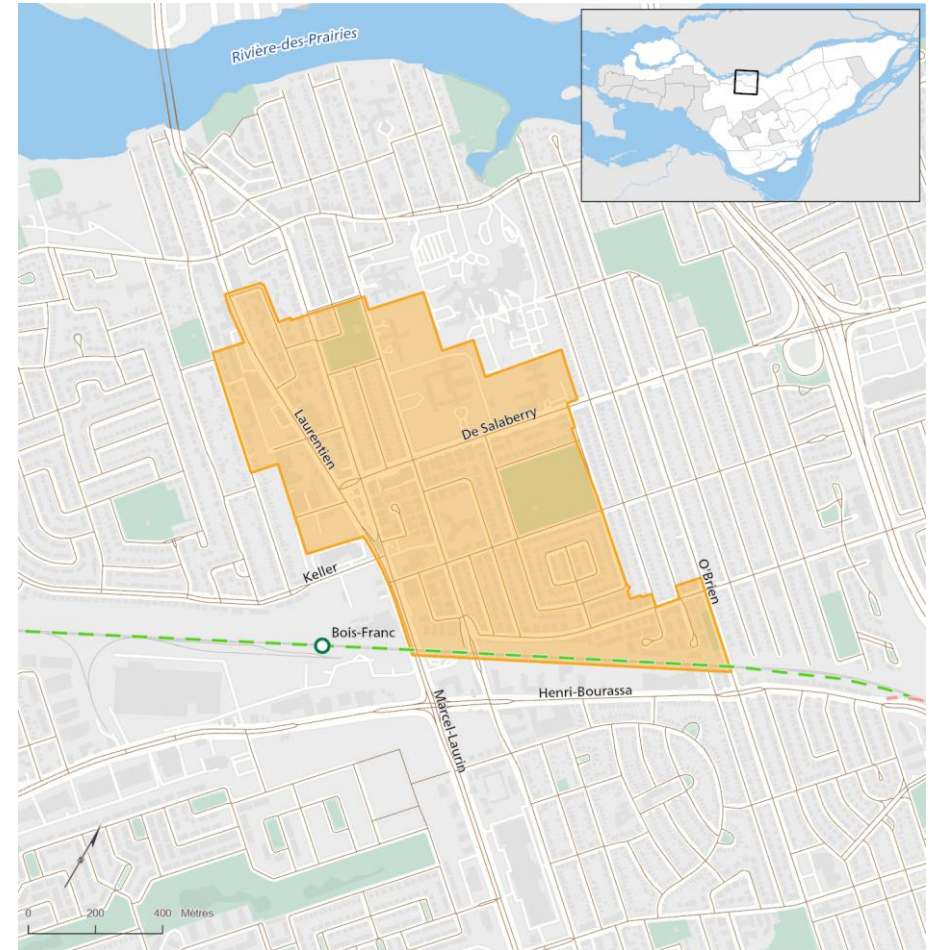 Rivière-des-Prairies
Laurentien
De Salaberry
Keller
O'Brien
Bois-Franc
Henri-Bourassa
Marcel-Laurin
0 200 400 Mètres